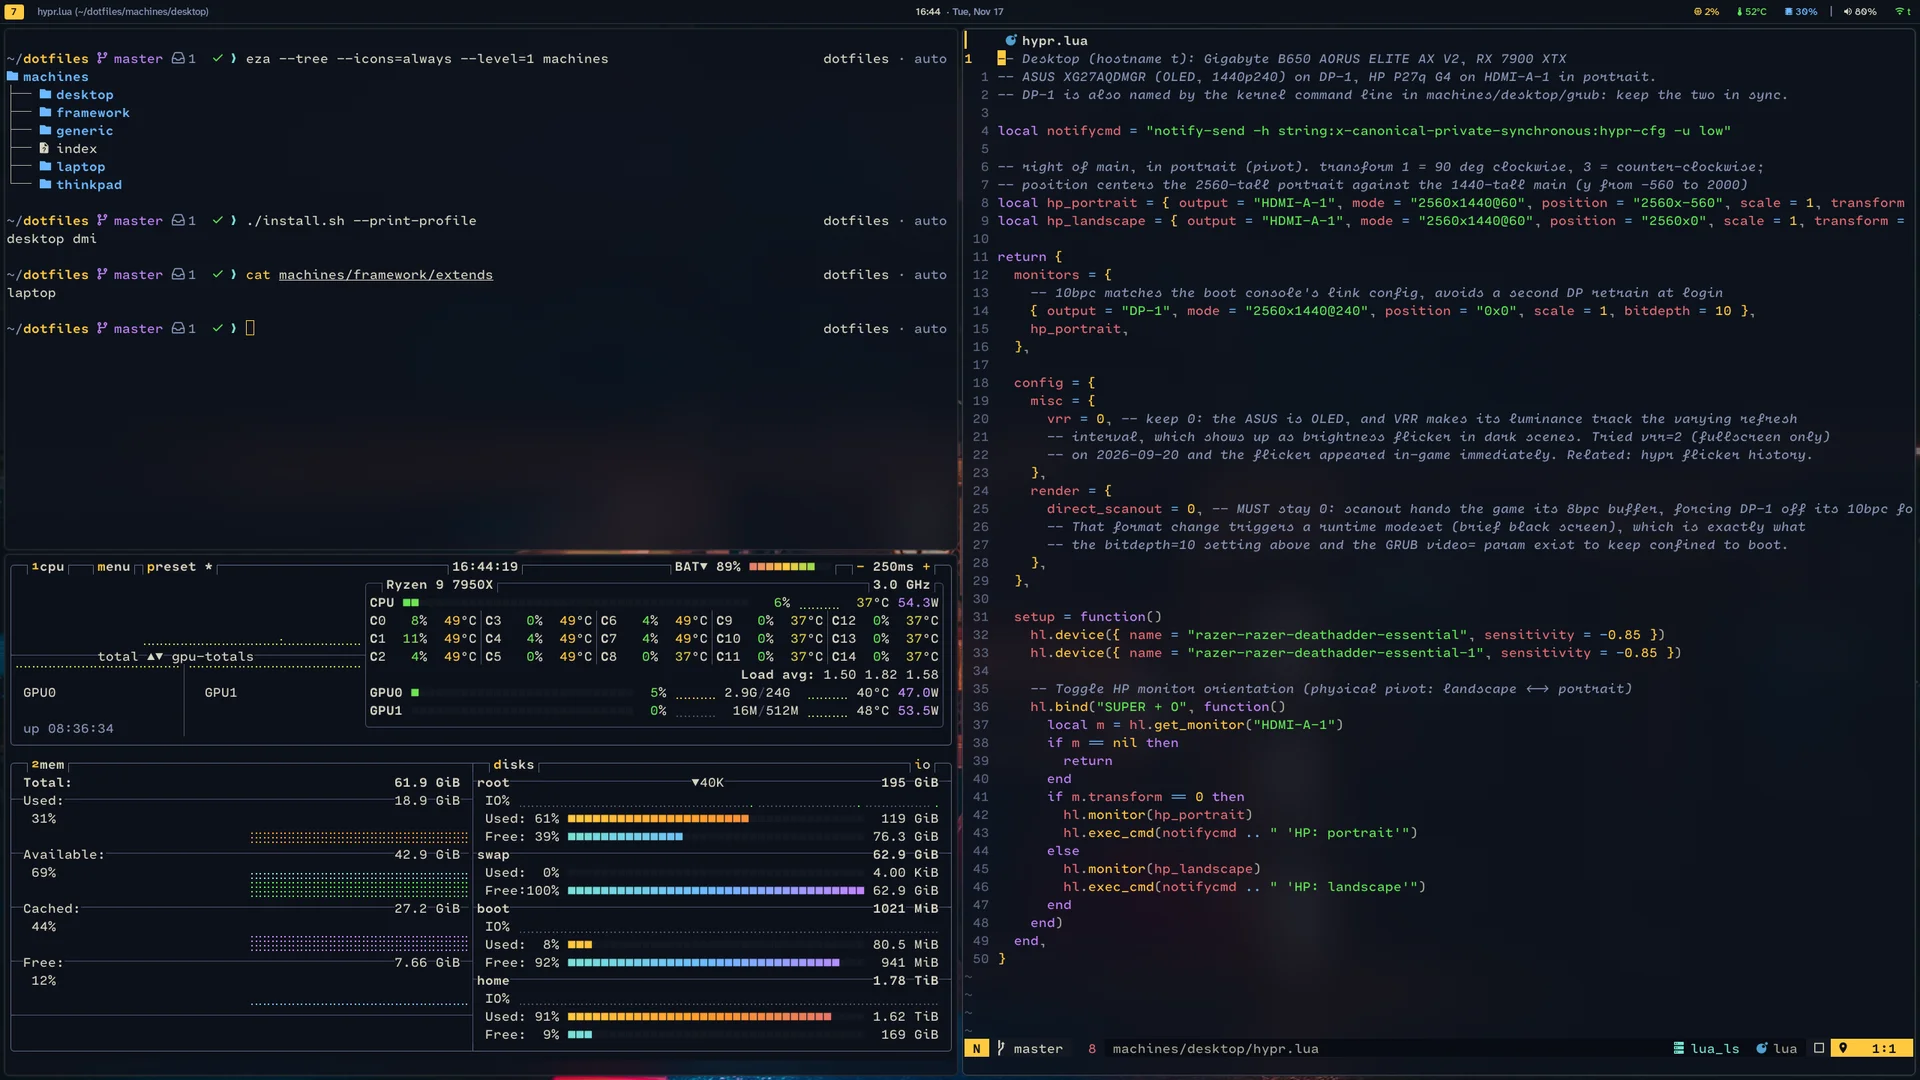 7 hypr.lua (~/dotfiles/machines/desktop) 16:44 · Tue, Nov 17 2% 52°C 30% | 80% t
~/dotfiles master 1 ✓ ❯ eza --tree --icons=always --level=1 machines dotfiles · auto
machines
desktop
framework
generic
index
laptop
thinkpad
~/dotfiles master 1 ✓ ❯ ./install.sh --print-profile dotfiles · auto
desktop dmi
~/dotfiles master 1 ✓ ❯ cat machines/framework/extends dotfiles · auto
laptop
~/dotfiles master 1 ✓ ❯ dotfiles · auto
1cpu menu preset * 16:44:19 BAT▼ 89% - 250ms +
Ryzen 9 7950X 3.0 GHz
CPU 6% 37°C 54.3W
C0 8% 49°C C3 0% 49°C C6 4% 49°C C9 0% 37°C C12 0% 37°C
C1 11% 49°C C4 4% 49°C C7 4% 49°C C10 0% 37°C C13 0% 37°C
C2 4% 49°C C5 0% 49°C C8 0% 37°C C11 0% 37°C C14 0% 37°C
total ▲▼ gpu-totals
Load avg: 1.50 1.82 1.58
GPU0 GPU1
GPU0 5% 2.9G/24G 40°C 47.0W
GPU1 0% 16M/512M 48°C 53.5W
up 08:36:34
2mem
Total: 61.9 GiB
Used: 18.9 GiB
31%
Available: 42.9 GiB
69%
Cached: 27.2 GiB
44%
Free: 7.66 GiB
12%
disks io
root ▼40K 195 GiB
IO%
Used: 61% 119 GiB
Free: 39% 76.3 GiB
swap 62.9 GiB
Used: 0% 4.00 KiB
Free:100% 62.9 GiB
boot 1021 MiB
IO%
Used: 8% 80.5 MiB
Free: 92% 941 MiB
home 1.78 TiB
IO%
Used: 91% 1.62 TiB
Free: 9% 169 GiB
hypr.lua
1 -- Desktop (hostname t): Gigabyte B650 AORUS ELITE AX V2, RX 7900 XTX
1 -- ASUS XG27AQDMGR (OLED, 1440p240) on DP-1, HP P27q G4 on HDMI-A-1 in portrait.
2 -- DP-1 is also named by the kernel command line in machines/desktop/grub: keep the two in sync.
3
4 local notifycmd = "notify-send -h string:x-canonical-private-synchronous:hypr-cfg -u low"
5
6 -- right of main, in portrait (pivot). transform 1 = 90 deg clockwise, 3 = counter-clockwise;
7 -- position centers the 2560-tall portrait against the 1440-tall main (y from -560 to 2000)
8 local hp_portrait = { output = "HDMI-A-1", mode = "2560x1440@60", position = "2560x-560", scale = 1, transform
9 local hp_landscape = { output = "HDMI-A-1", mode = "2560x1440@60", position = "2560x0", scale = 1, transform =
10
11 return {
12 monitors = {
13 -- 10bpc matches the boot console's link config, avoids a second DP retrain at login
14 { output = "DP-1", mode = "2560x1440@240", position = "0x0", scale = 1, bitdepth = 10 },
15 hp_portrait,
16 },
17
18 config = {
19 misc = {
20 vrr = 0, -- keep 0: the ASUS is OLED, and VRR makes its luminance track the varying refresh
21 -- interval, which shows up as brightness flicker in dark scenes. Tried vrr=2 (fullscreen only)
22 -- on 2026-09-20 and the flicker appeared in-game immediately. Related: hypr flicker history.
23 },
24 render = {
25 direct_scanout = 0, -- MUST stay 0: scanout hands the game its 8bpc buffer, forcing DP-1 off its 10bpc fo
26 -- That format change triggers a runtime modeset (brief black screen), which is exactly what
27 -- the bitdepth=10 setting above and the GRUB video= param exist to keep confined to boot.
28 },
29 },
30
31 setup = function()
32 hl.device({ name = "razer-razer-deathadder-essential", sensitivity = -0.85 })
33 hl.device({ name = "razer-razer-deathadder-essential-1", sensitivity = -0.85 })
34
35 -- Toggle HP monitor orientation (physical pivot: landscape <-> portrait)
36 hl.bind("SUPER + O", function()
37 local m = hl.get_monitor("HDMI-A-1")
38 if m == nil then
39 return
40 end
41 if m.transform == 0 then
42 hl.monitor(hp_portrait)
43 hl.exec_cmd(notifycmd .. " 'HP: portrait'")
44 else
45 hl.monitor(hp_landscape)
46 hl.exec_cmd(notifycmd .. " 'HP: landscape'")
47 end
48 end)
49 end,
50 }
~
~
~
~
N master 8 machines/desktop/hypr.lua lua_ls lua 1:1